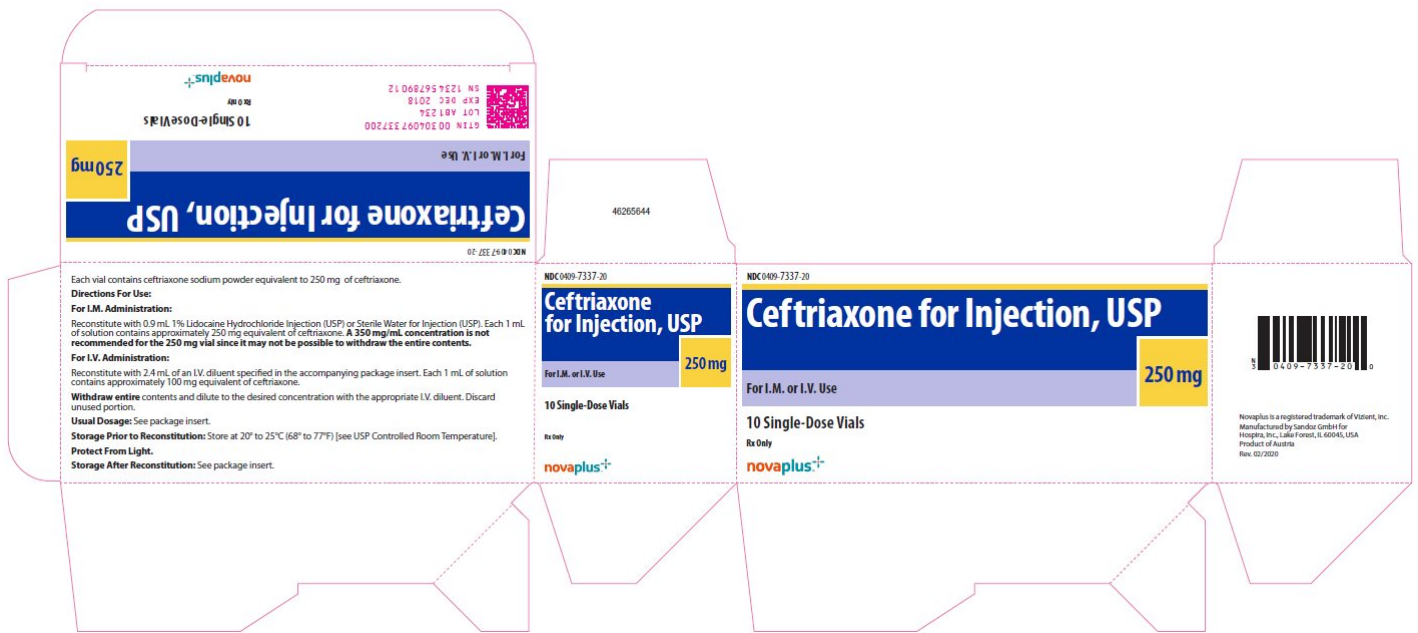 novaplus
Rx Only
10 Single-Dose Vials
GTIN 00304097337200
LOT AB1234
EXP DEC 2018
SN 123456789012
For I.M. or I.V. Use
250 mg
Ceftriaxone for Injection, USP
NDC
Each vial contains ceftriaxone sodium powder equivalent to 250 mg of ceftriaxone.
Directions For Use:
For I.M. Administration:
Reconstitute with 0.9 mL 1% Lidocaine Hydrochloride Injection (USP) or Sterile Water for Injection (USP). Each 1 mL
of solution contains approximately 250 mg equivalent of ceftriaxone. A 350 mg/mL concentration is not
recommended for the 250 mg vial since it may not be possible to withdraw the entire contents.
For I.V. Administration:
Reconstitute with 2.4 mL of an I.V. diluent specified in the accompanying package insert. Each 1 mL of solution
contains approximately 100 mg equivalent of ceftriaxone.
Withdraw entire contents and dilute to the desired concentration with the appropriate I.V. diluent. Discard
unused portion.
Usual Dosage: See package insert.
Storage Prior to Reconstitution: Store at 20° to 25°C (68° to 77°F) [see USP Controlled Room Temperature].
Protect From Light.
Storage After Reconstitution: See package insert.
46265644
NDC 0409-7337-20
Ceftriaxone
for Injection, USP
250 mg
For I.M. or I.V. Use
10 Single-Dose Vials
Rx Only
novaplus
NDC 0409-7337-20
Ceftriaxone for Injection, USP
250 mg
For I.M. or I.V. Use
10 Single-Dose Vials
Rx Only
novaplus
N
3 0409-7337-20 0
Novaplus is a registered trademark of Vizient, Inc.
Manufactured by Sandoz GmbH for
Hospira, Inc., Lake Forest, IL 60045, USA
Product of Austria
Rev. 02/2020